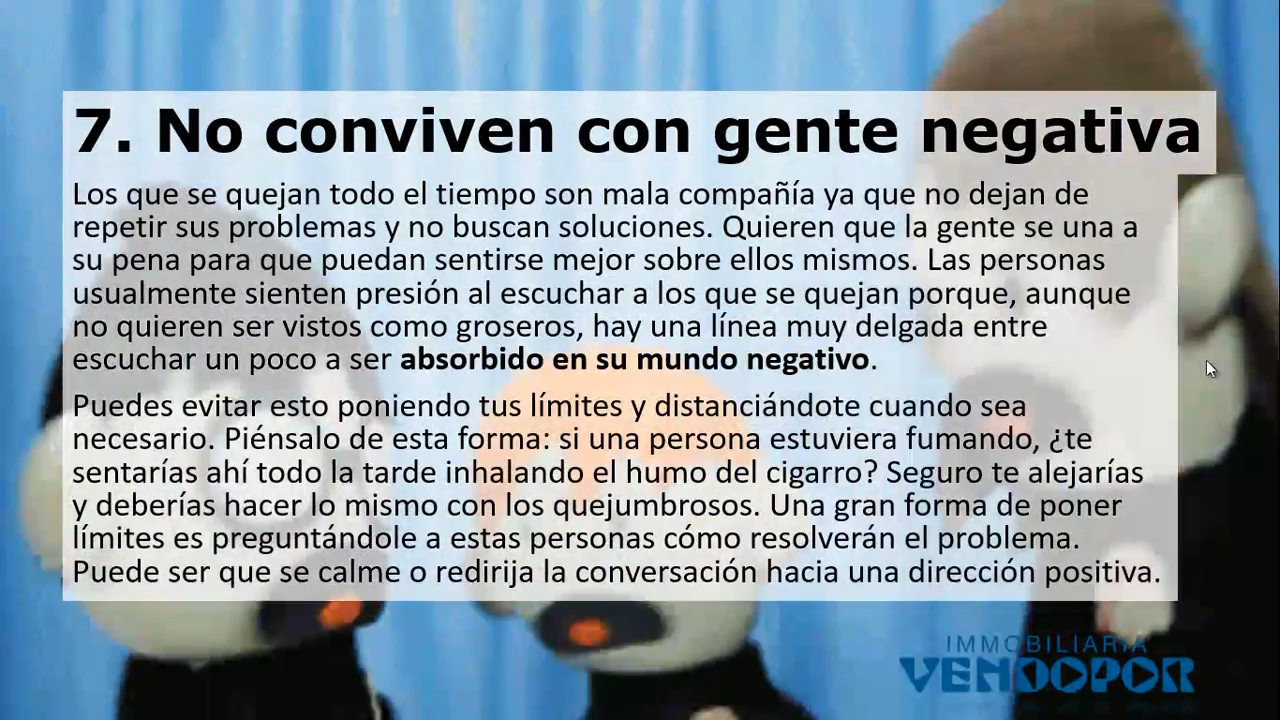 7. No conviven con gente negativa
Los que se quejan todo el tiempo son mala compañía ya que no dejan de
repetir sus problemas y no buscan soluciones. Quieren que la gente se una a
su pena para que puedan sentirse mejor sobre ellos mismos. Las personas
usualmente sienten presión al escuchar a los que se quejan porque, aunque
no quieren ser vistos como groseros, hay una línea muy delgada entre
escuchar un poco a ser absorbido en su mundo negativo.
Puedes evitar esto poniendo tus límites y distanciándote cuando sea
necesario. Piénsalo de esta forma: si una persona estuviera fumando, ¿te
sentarías ahí todo la tarde inhalando el humo del cigarro? Seguro te alejarías
y deberías hacer lo mismo con los quejumbrosos. Una gran forma de poner
límites es preguntándole a estas personas cómo resolverán el problema.
Puede ser que se calme o redirija la conversación hacia una dirección positiva.
IMMOBILIARIA
VENDOPOR